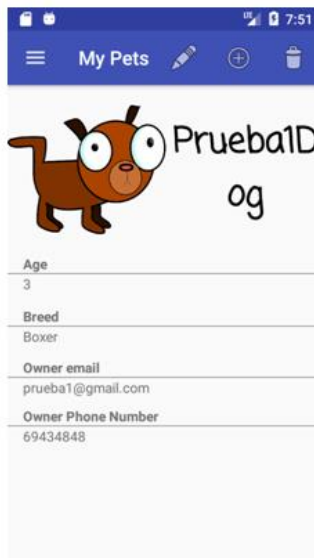 7:51
My Pets
Prueba1D
og
Age
3
Breed
Boxer
Owner email
prueba1@gmail.com
Owner Phone Number
69434848